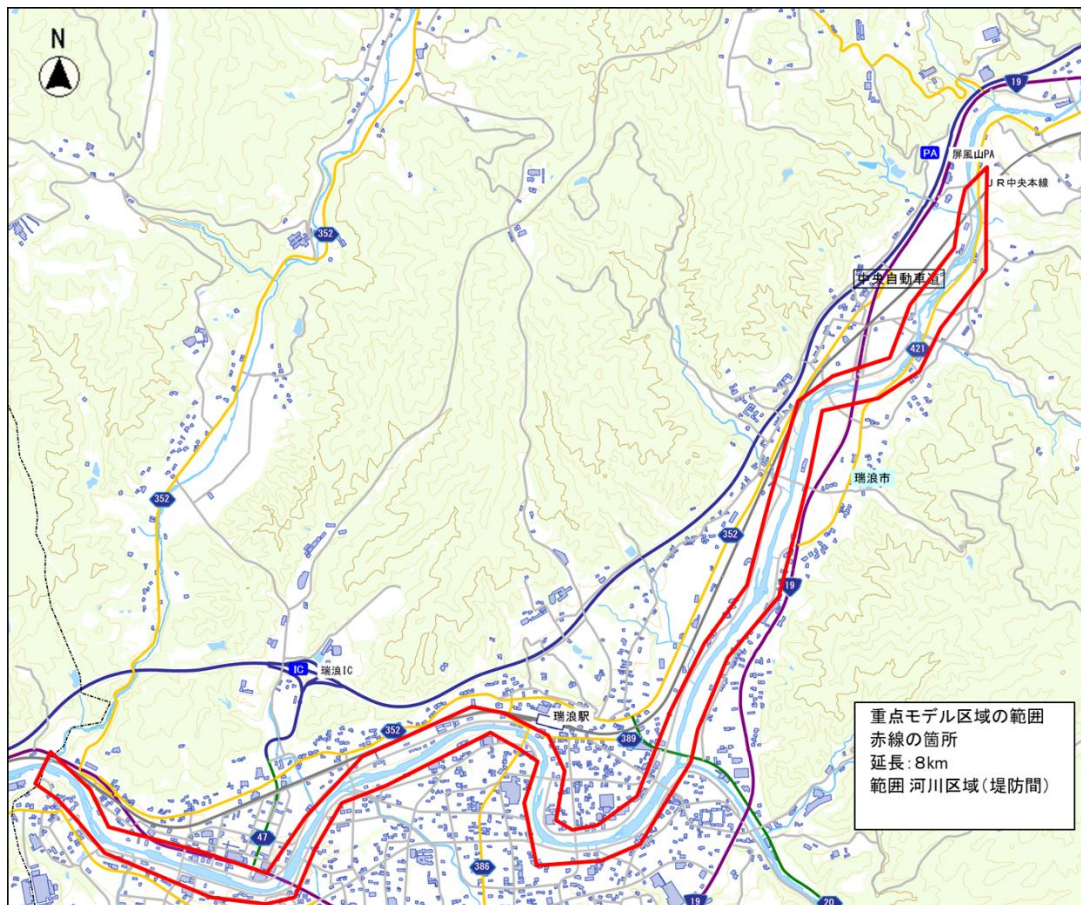 N
19
PA
屏風山PA
JR中央本線
352
中央自動車道
421
瑞浪市
352
352
19
IC
瑞浪IC
瑞浪駅
352
389
重点モデル区域の範囲
赤線の箇所
延長：8km
範囲 河川区域（堤防間）
47
386
19
20